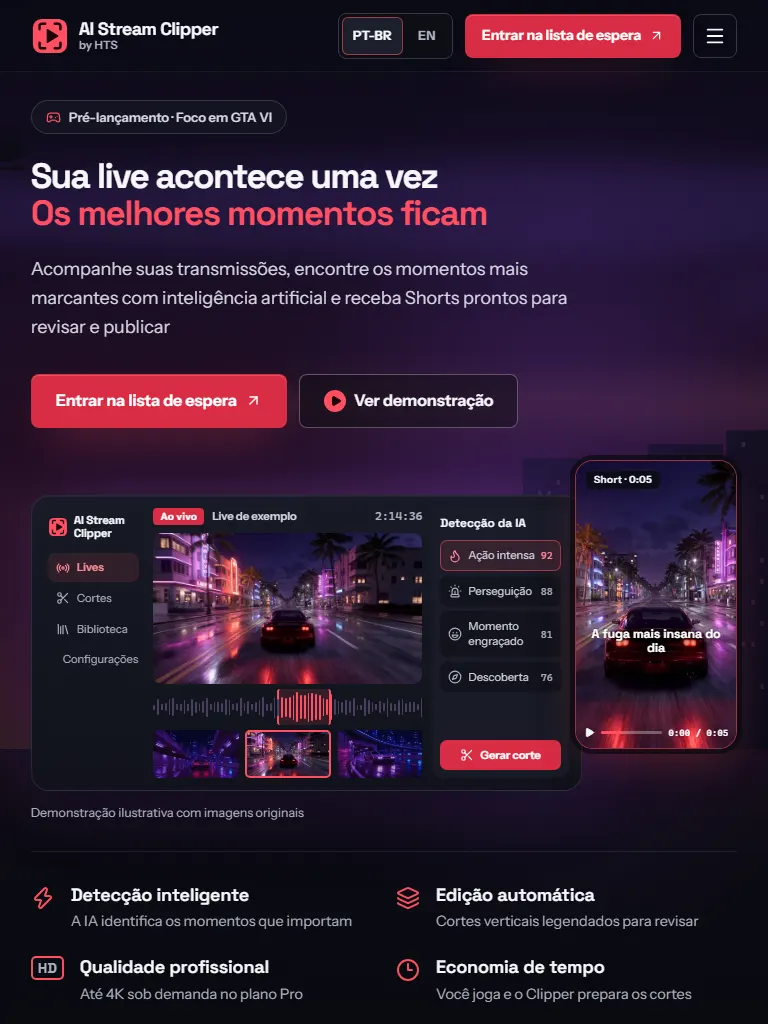 AI Stream Clipper
by HTS
PT-BR
EN
Entrar na lista de espera
Pré-lançamento · Foco em GTA VI
Sua live acontece uma vez
Os melhores momentos ficam
Acompanhe suas transmissões, encontre os momentos mais
marcantes com inteligência artificial e receba Shorts prontos para
revisar e publicar
Entrar na lista de espera
Ver demonstração
AI Stream
Clipper
Lives
Cortes
Biblioteca
Configurações
Ao vivo
Live de exemplo
2:14:36
Detecção da IA
Ação intensa 92
Perseguição 88
Momento
engraçado 81
Descoberta 76
Gerar corte
Short · 0:05
A fuga mais insana do
dia
0:00 / 0:05
Demonstração ilustrativa com imagens originais
Detecção inteligente
A IA identifica os momentos que importam
Edição automática
Cortes verticais legendados para revisar
HD
Qualidade profissional
Até 4K sob demanda no plano Pro
Economia de tempo
Você joga e o Clipper prepara os cortes